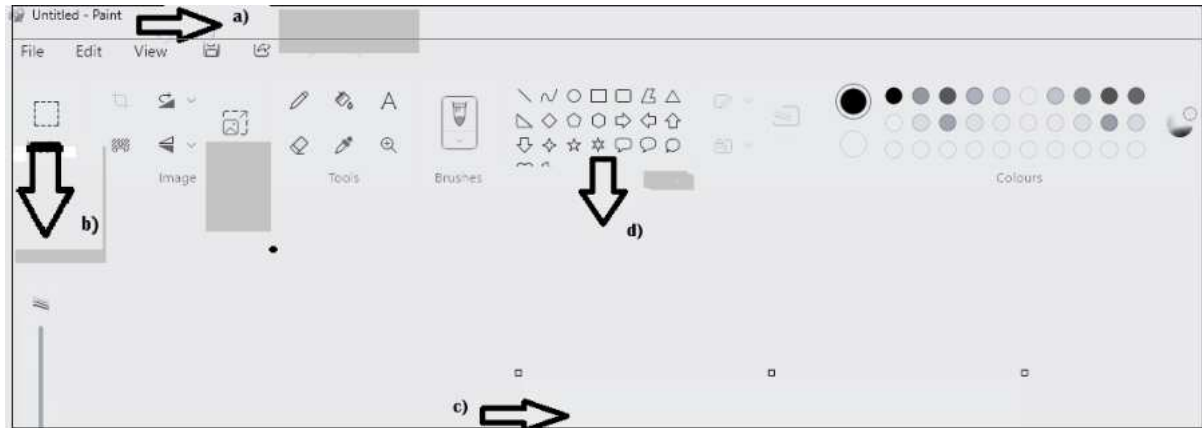 Untitled - Paint
a)
File Edit View
A
Image Tools Brushes Colours
b)
d)
c)